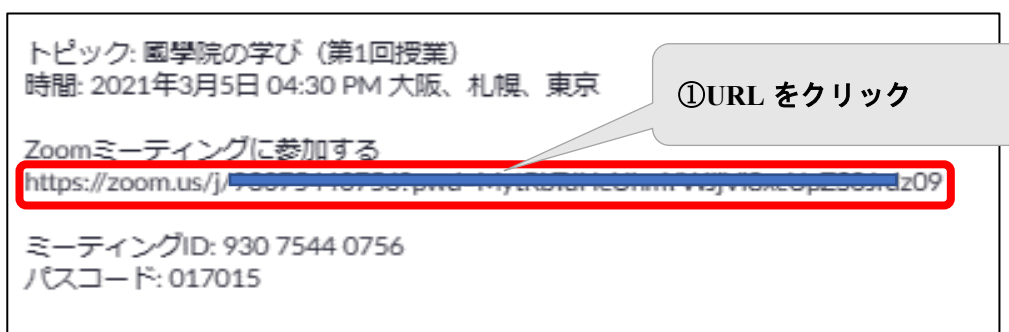 トピック: 國學院の学び（第1回授業）
時間: 2021年3月5日 04:30 PM 大阪、札幌、東京
①URL をクリック
Zoomミーティングに参加する
https://zoom.us/j/
z09
ミーティングID: 930 7544 0756
パスコード: 017015